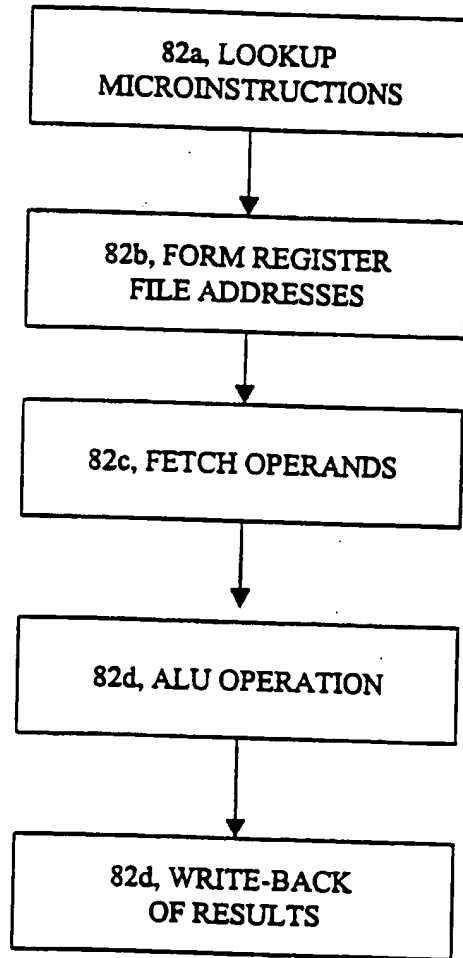 82a, LOOKUP
MICROINSTRUCTIONS
82b, FORM REGISTER
FILE ADDRESSES
82c, FETCH OPERANDS
82d, ALU OPERATION
82d, WRITE-BACK
OF RESULTS